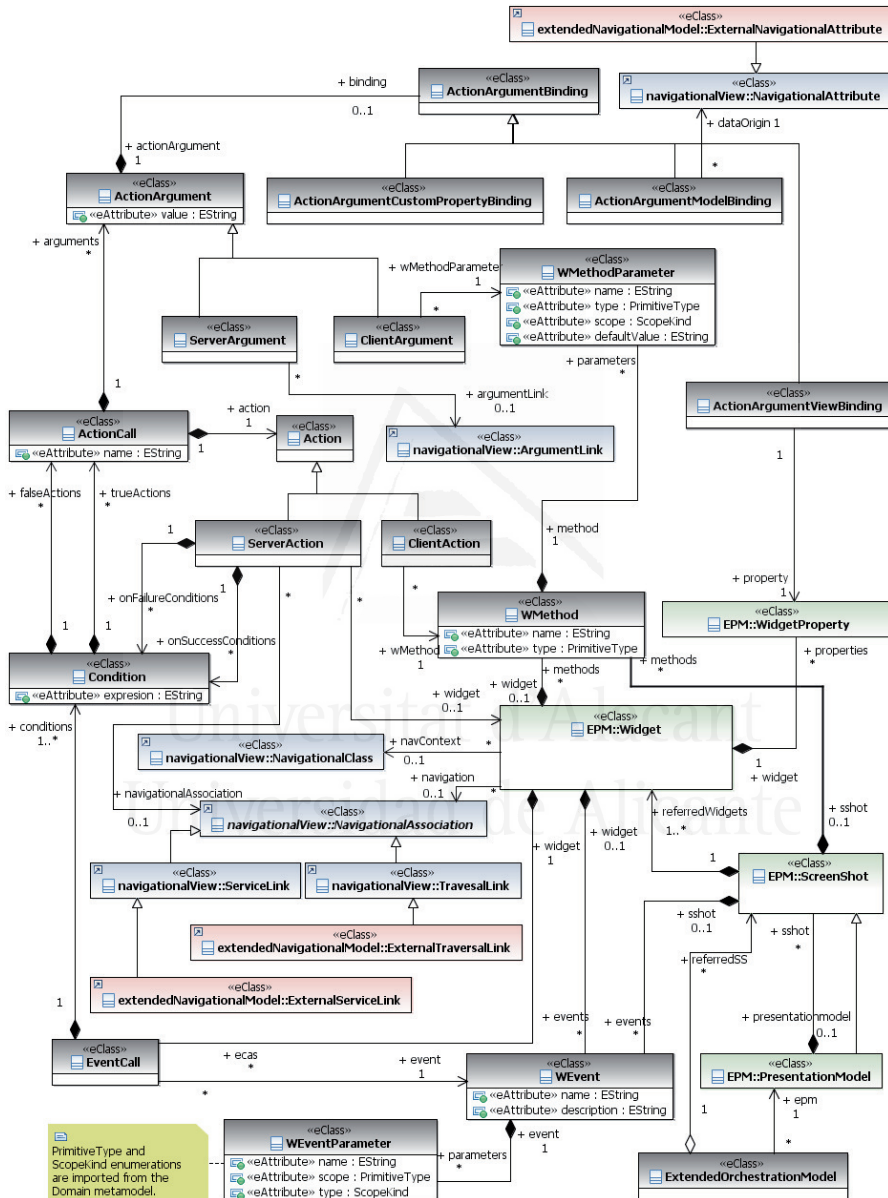 «eClass»
extendedNavigationalModel::ExternalNavigationalAttribute
«eClass»
ActionArgumentBinding
«eClass»
navigationalView::NavigationalAttribute
+ binding
0..1
+ dataOrigin 1
+ actionArgument
1
*
«eClass»
ActionArgument
«eAttribute» value : EString
«eClass»
ActionArgumentCustomPropertyBinding
«eClass»
ActionArgumentModelBinding
+ arguments
*
+ wMethodParameter
1
*
«eClass»
WMethodParameter
«eAttribute» name : EString
«eAttribute» type : PrimitiveType
«eAttribute» scope : ScopeKind
«eAttribute» defaultValue : EString
«eClass»
ServerArgument
«eClass»
ClientArgument
*
+ parameters
*
1
+ argumentLink
0..1
«eClass»
ActionArgumentViewBinding
«eClass»
ActionCall
«eAttribute» name : EString
+ action
1
1
«eClass»
Action
«eClass»
navigationalView::ArgumentLink
1
+ falseActions
*
+ trueActions
*
1
«eClass»
ServerAction
«eClass»
ClientAction
+ method
1
1
*
*
*
+ property
1
+ onFailureConditions
*
«eClass»
WMethod
«eAttribute» name : EString
«eAttribute» type : PrimitiveType
«eClass»
EPM::WidgetProperty
1
1
+ onSuccessConditions
*
+ wMethod
1
+ methods
*
+ methods
*
+ properties
*
«eClass»
Condition
«eAttribute» expresion : EString
+ widget
0..1
+ widget
0..1
«eClass»
EPM::Widget
Universitat d'Alacant
+ conditions
1..*
«eClass»
navigationalView::NavigationalClass
+ navContext
0..1
*
1
+ widget
+ navigation
0..1
*
Universidad de Alicante
+ navigationalAssociation
0..1
«eClass»
navigationalView::NavigationalAssociation
+ widget
1
+ widget
0..1
+ referredWidgets
1..*
+ sshot
0..1
«eClass»
navigationalView::ServiceLink
«eClass»
navigationalView::TravesalLink
1
«eClass»
EPM::ScreenShot
+ sshot
0..1
+ sshot
*
«eClass»
extendedNavigationalModel::ExternalTraversalLink
+ referredSS
*
«eClass»
extendedNavigationalModel::ExternalServiceLink
1
+ events
*
+ events
*
+ presentationmodel
0..1
«eClass»
EventCall
+ ecas
*
+ event
1
*
«eClass»
WEvent
«eAttribute» name : EString
«eAttribute» description : EString
«eClass»
EPM::PresentationModel
+ epm
1
1
*
PrimitiveType and
ScopeKind enumerations
are imported from the
Domain metamodel.
«eClass»
WEventParameter
«eAttribute» name : EString
«eAttribute» scope : PrimitiveType
«eAttribute» type : ScopeKind
+ parameters
*
+ event
1
«eClass»
ExtendedOrchestrationModel